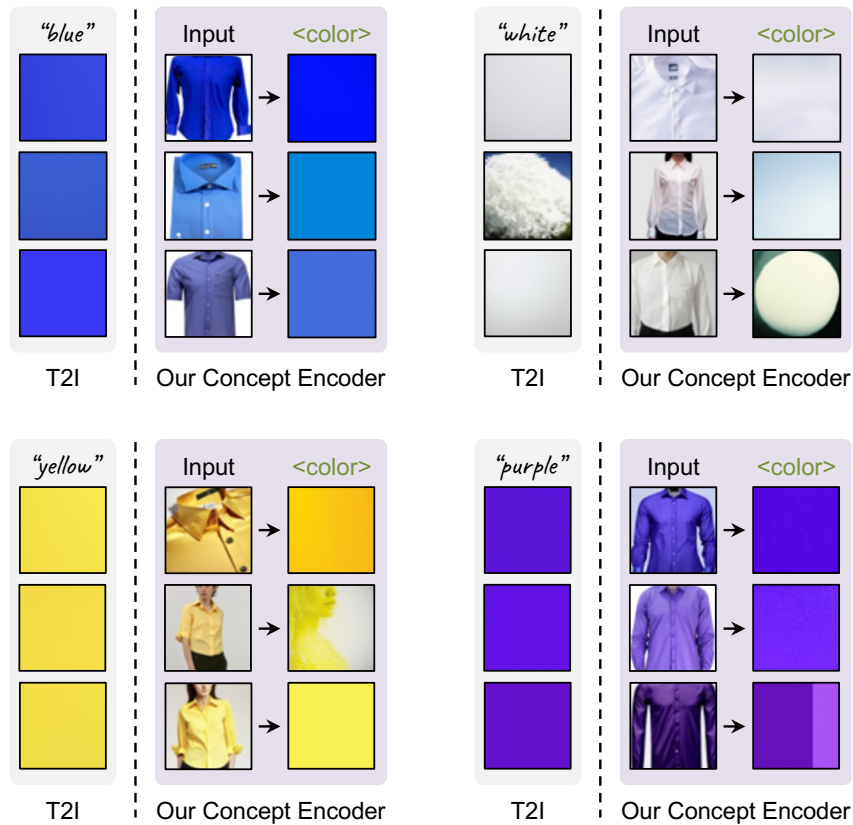 “blue”
Input
<color>
T2I
Our Concept Encoder
“white”
Input
<color>
T2I
Our Concept Encoder
“yellow”
Input
<color>
T2I
Our Concept Encoder
“purple”
Input
<color>
T2I
Our Concept Encoder